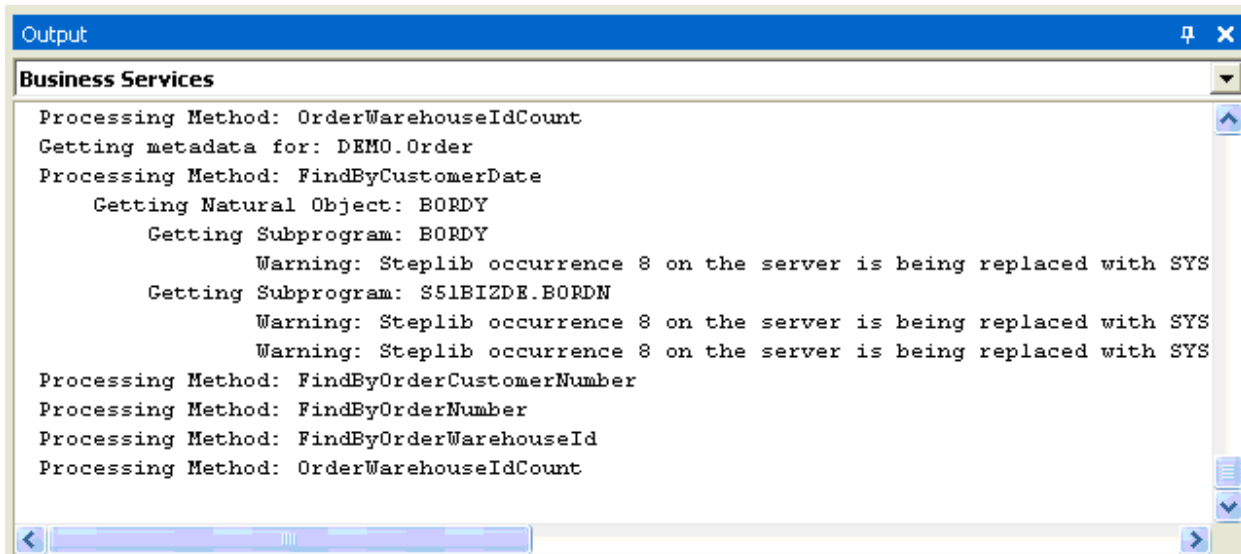 Output
Business Services
Processing Method: OrderWarehouseIdCount
Getting metadata for: DEMO.Order
Processing Method: FindByCustomerDate
Getting Natural Object: BORDY
Getting Subprogram: BORDY
Warning: Steplib occurrence 8 on the server is being replaced with SYS
Getting Subprogram: S51BIZDE.BORDN
Warning: Steplib occurrence 8 on the server is being replaced with SYS
Warning: Steplib occurrence 8 on the server is being replaced with SYS
Processing Method: FindByOrderCustomerNumber
Processing Method: FindByOrderNumber
Processing Method: FindByOrderWarehouseId
Processing Method: OrderWarehouseIdCount